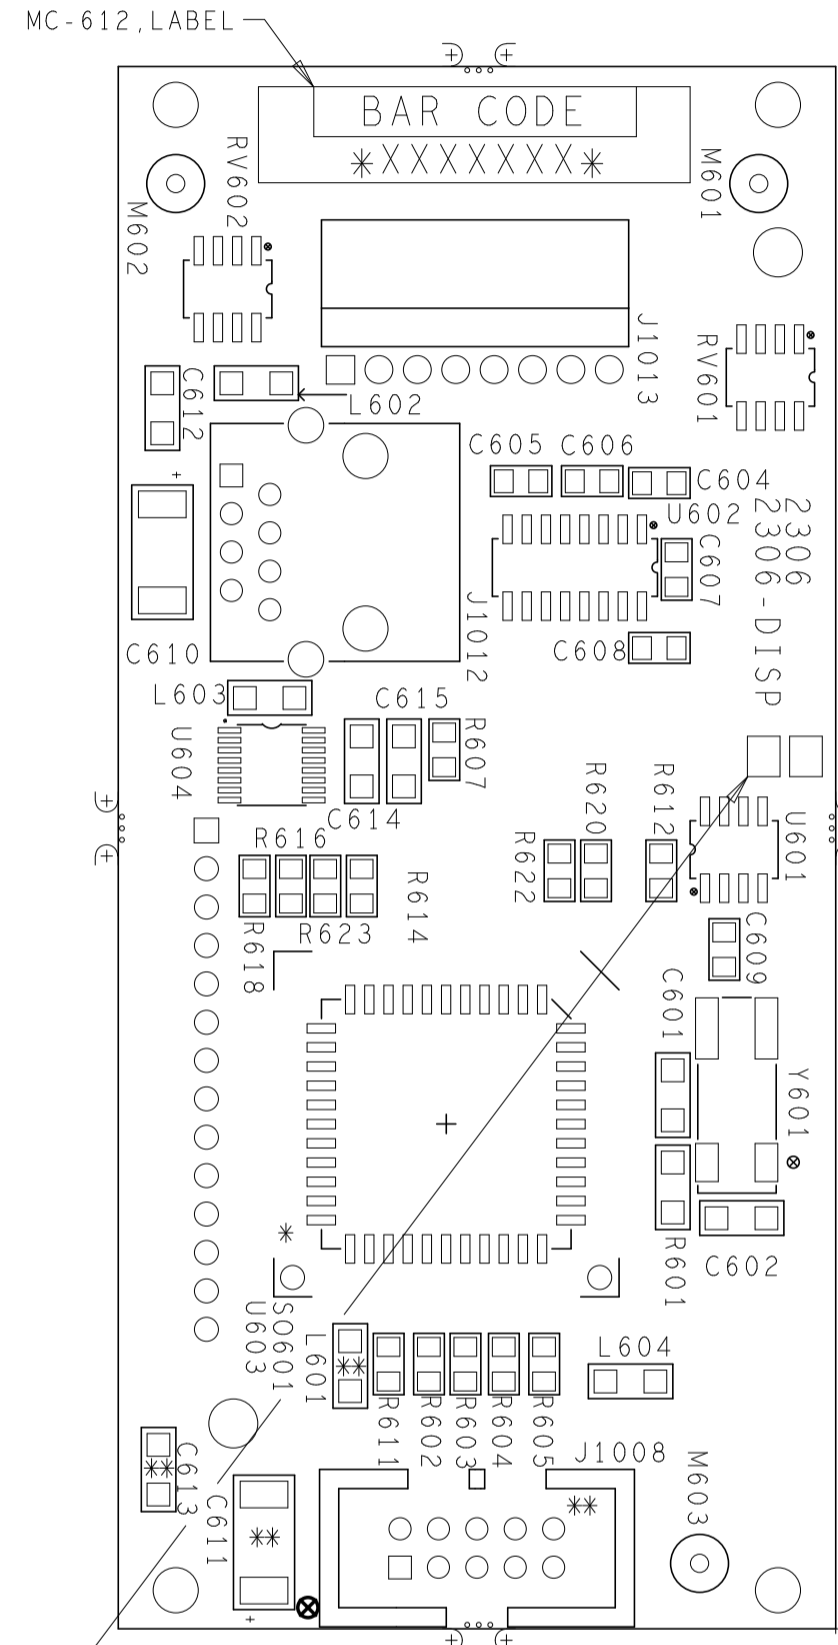 MC-612,LABEL
BAR CODE
*XXXXXXX*
RV602
M601
M602
J1013
RV601
C612
L602
C605
C606
C604
U602
2306
2306-DISP
C607
J1012
C610
C608
L603
C615
R607
U604
C614
R620
R612
U601
R616
R622
R614
R623
R618
C609
C601
Y601
*
R601
C602
SO601
U603
L601
**
L604
R611
R602
R603
R604
R605
J1008
M603
C613
**
C611
**
**